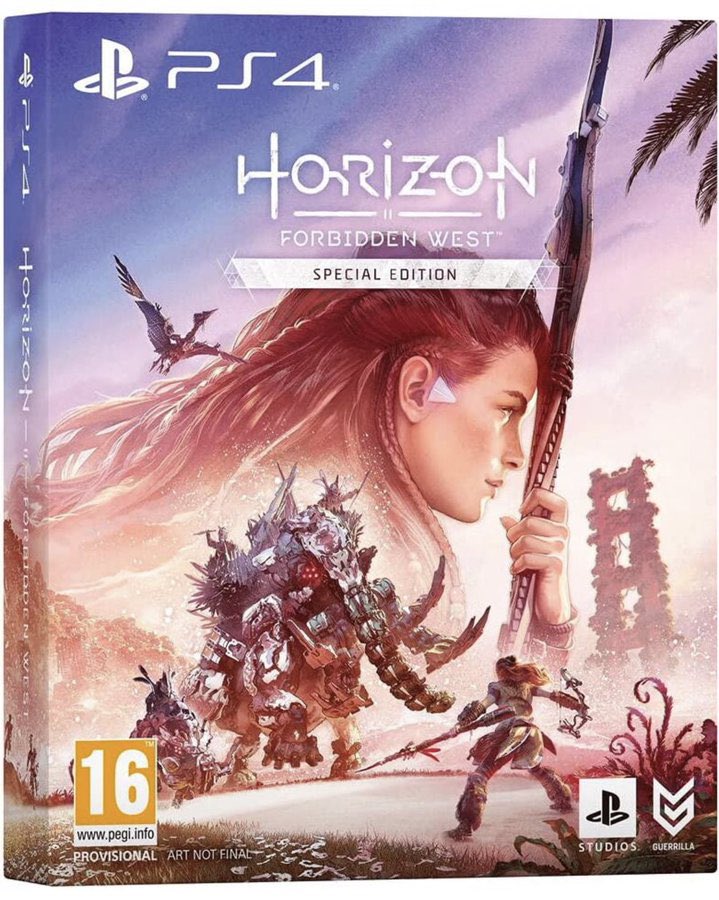 PS4
HORIZON
FORBIDDEN WEST™
SPECIAL EDITION
PS4
HORIZON
FORBIDDEN WEST
16
www.pegi.info
PROVISIONAL ART NOT FINAL
STUDIOS
GUERRILLA